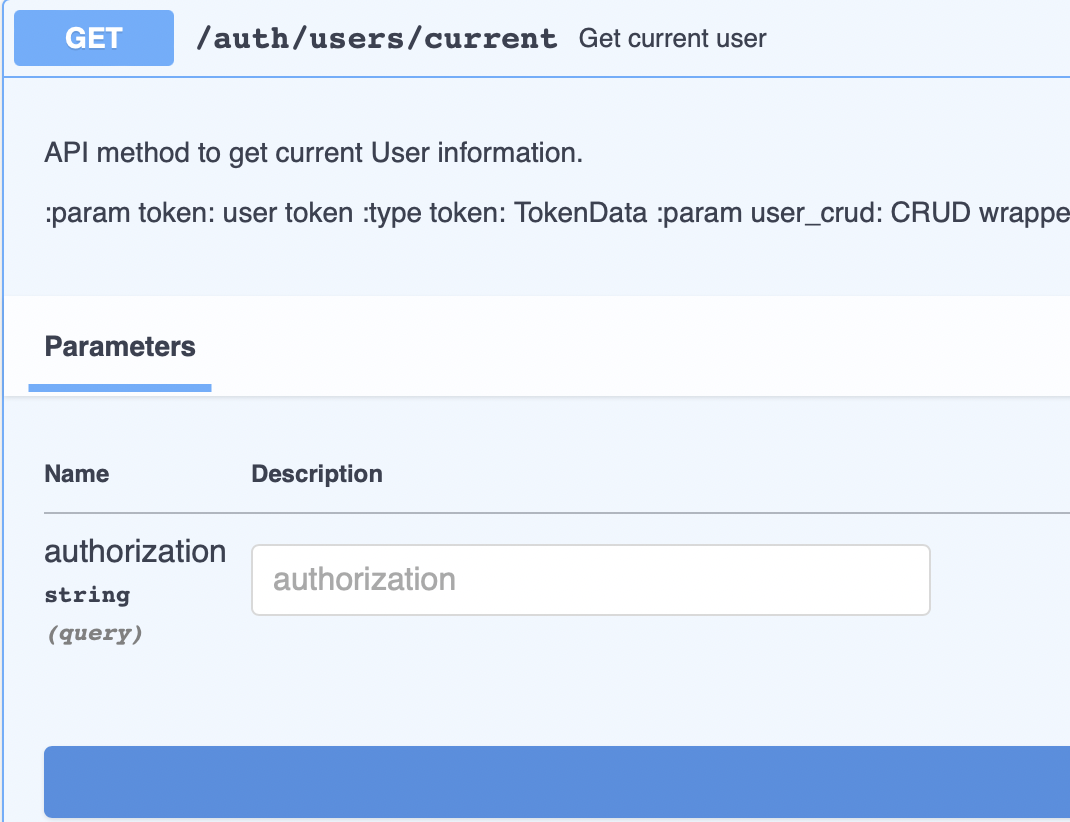 GET /auth/users/current Get current user
API method to get current User information.
:param token: user token :type token: TokenData :param user_crud: CRUD wrappe
Parameters
Name Description
authorization authorization
string
(query)